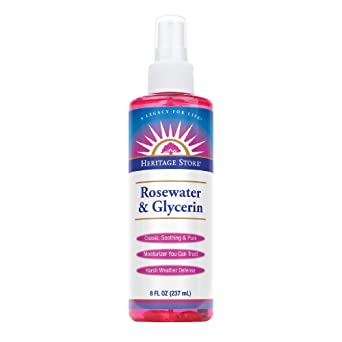 A LEGACY FOR LIFE®
HERITAGE STORE®
Rosewater
& Glycerin
Classic, Soothing & Pure
Moisturizer You Can Trust
Harsh Weather Defense
8 FL OZ (237 mL)